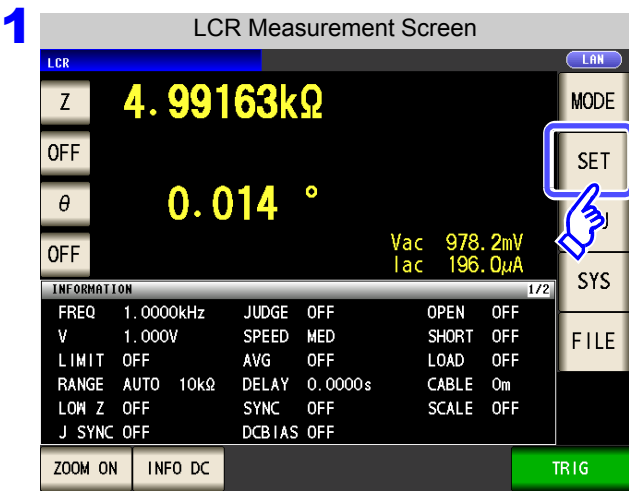 1
LCR Measurement Screen
LCR LAN
Z 4.99163kΩ MODE
OFF SET
θ 0.014 °
OFF Vac 978.2mV
Iac 196.0µA SYS
INFORMATION 1/2
FREQ 1.0000kHz JUDGE OFF OPEN OFF
V 1.000V SPEED MED SHORT OFF FILE
LIMIT OFF AVG OFF LOAD OFF
RANGE AUTO 10kΩ DELAY 0.0000s CABLE 0m
LOW Z OFF SYNC OFF SCALE OFF
J SYNC OFF DCBIAS OFF
ZOOM ON INFO DC TRIG